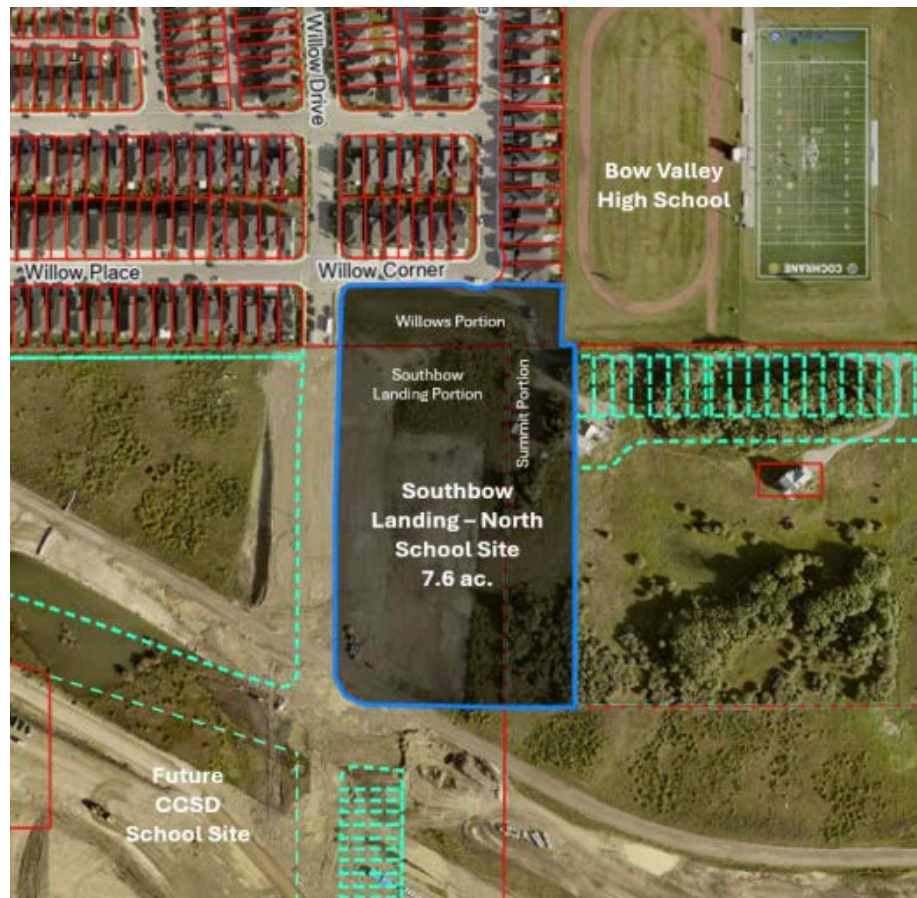 Willow Drive
Bow Valley
High School
COCHRANE
Willow Place
Willow Corner
Willows Portion
Southbow
Landing Portion
Summit Portion
Southbow
Landing – North
School Site
7.6 ac.
Future
CCSD
School Site